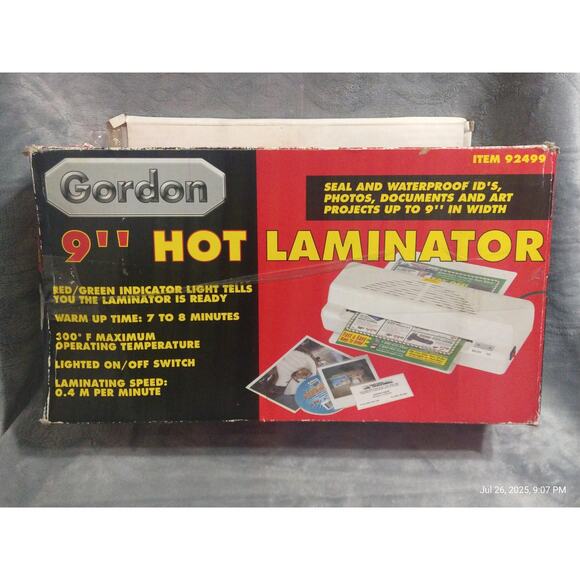 ITEM 92499
Gordon
SEAL AND WATERPROOF ID'S,
PHOTOS, DOCUMENTS AND ART
PROJECTS UP TO 9'' IN WIDTH
9'' HOT LAMINATOR
RED/GREEN INDICATOR LIGHT TELLS
YOU THE LAMINATOR IS READY
WARM UP TIME: 7 TO 8 MINUTES
300° F MAXIMUM
OPERATING TEMPERATURE
LIGHTED ON/OFF SWITCH
LAMINATING SPEED:
0.4 M PER MINUTE
Jul 26, 2025, 9:07 PM